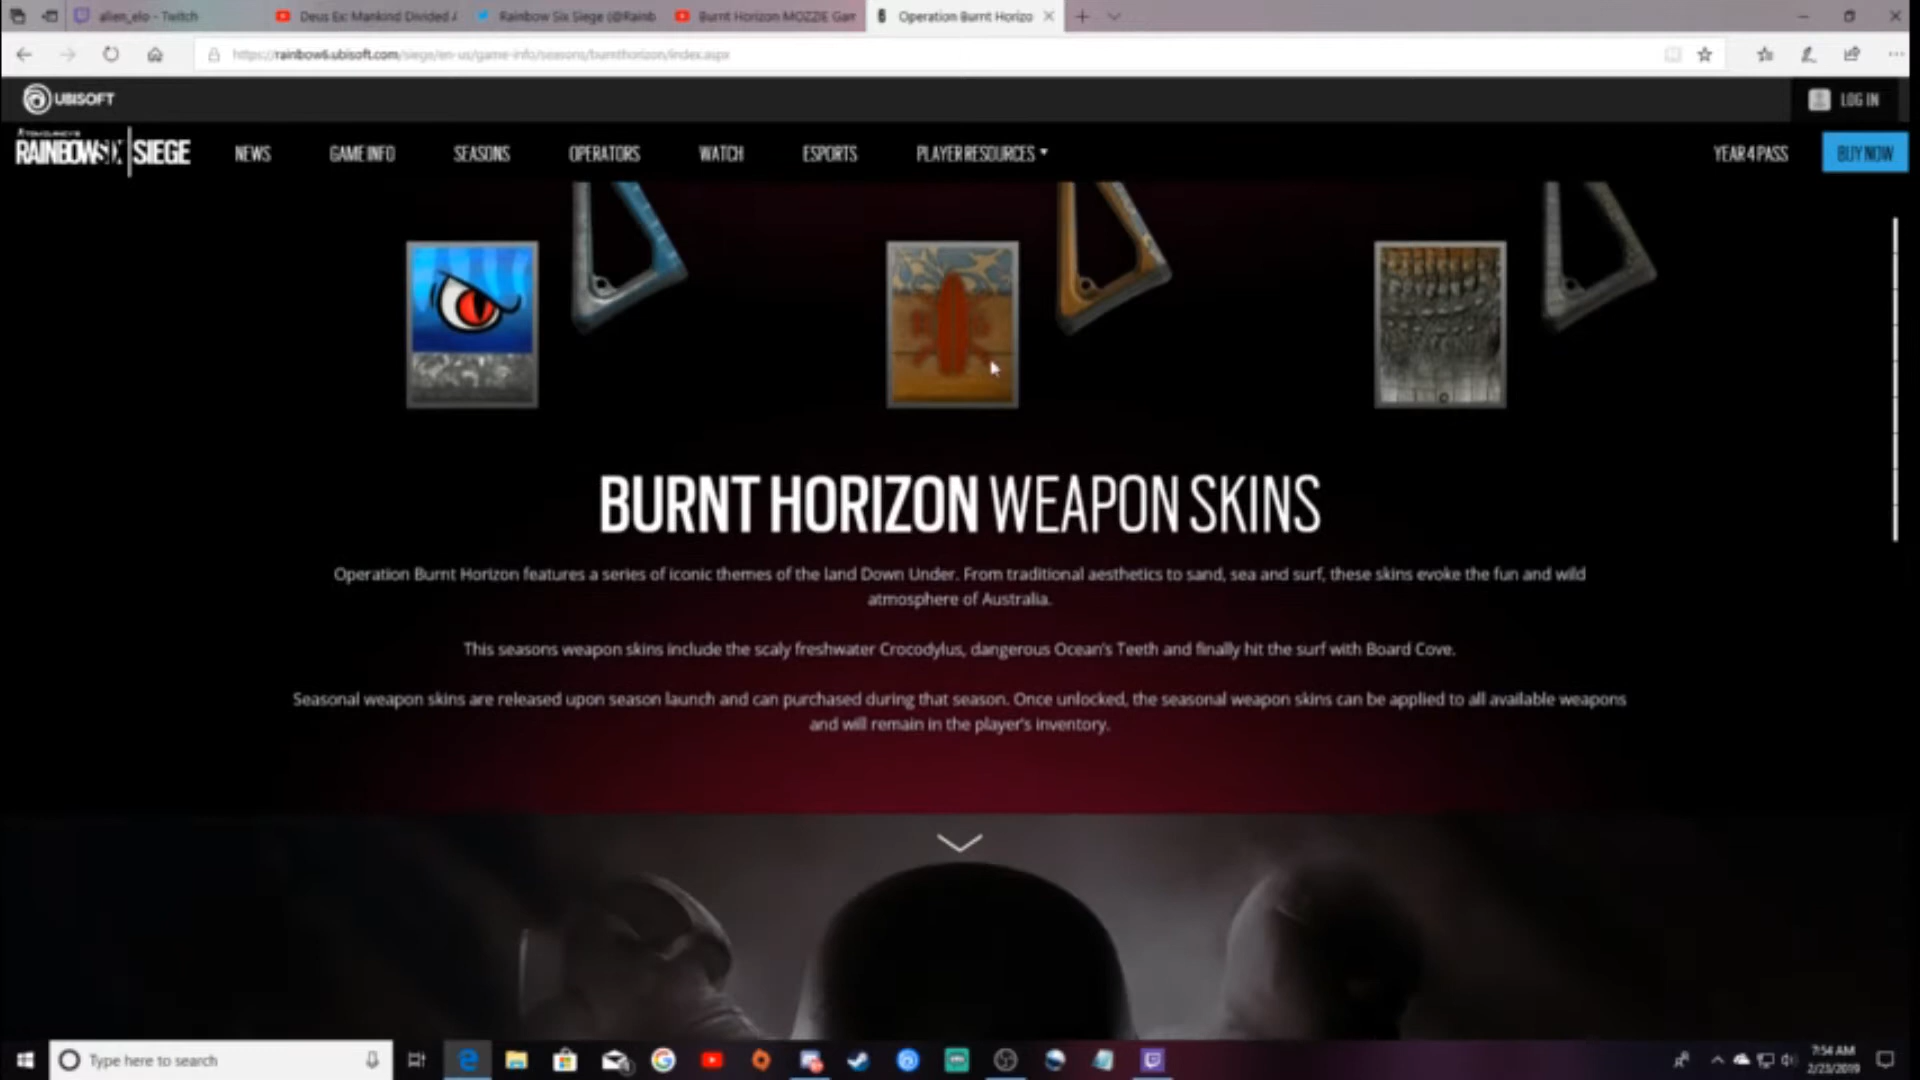 alien_elo - Twitch
Deus Ex: Mankind Divided
Rainbow Six Siege (@Rainb
Burnt Horizon MOZZIE Gam
Operation Burnt Horizo
https://rainbow6.ubisoft.com/siege/en-us/game-info/seasons/burnthorizon/index.aspx
UBISOFT
LOG IN
RAINBOWSIX SIEGE
NEWS
GAME INFO
SEASONS
OPERATORS
WATCH
ESPORTS
PLAYER RESOURCES
YEAR 4 PASS
BUY NOW
BURNT HORIZON WEAPON SKINS
Operation Burnt Horizon features a series of iconic themes of the land Down Under. From traditional aesthetics to sand, sea and surf, these skins evoke the fun and wild
atmosphere of Australia.
This seasons weapon skins include the scaly freshwater Crocodylus, dangerous Ocean's Teeth and finally hit the surf with Board Cove.
Seasonal weapon skins are released upon season launch and can purchased during that season. Once unlocked, the seasonal weapon skins can be applied to all available weapons
and will remain in the player's inventory.
Type here to search
7:54 AM
2/23/2019